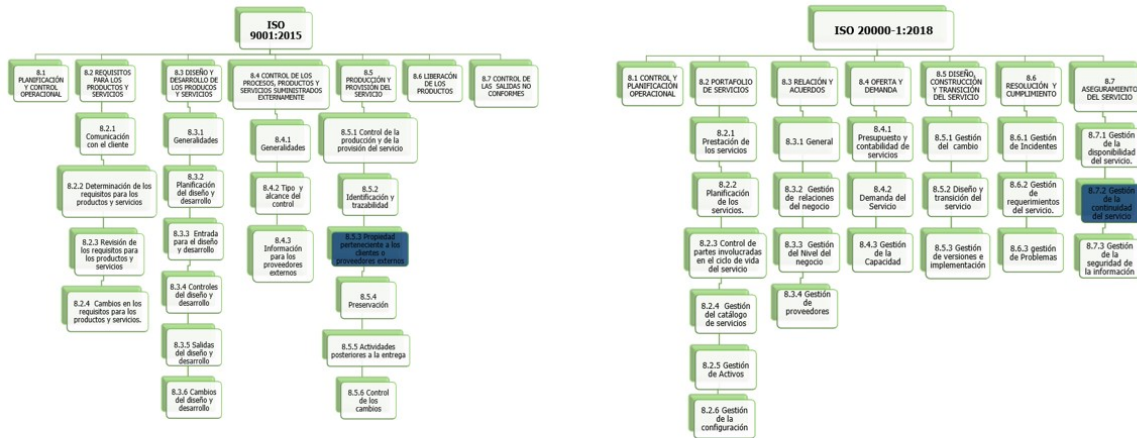 ISO
9001:2015
8.1
PLANIFICACIÓN
Y CONTROL
OPERACIONAL
8.2 REQUISITOS
PARA LOS
PRODUCTOS Y
SERVICIOS
8.2.1
Comunicación
con el cliente
8.2.2 Determinación de los
requisitos para los
productos y servicios
8.2.3 Revisión de
los requisitos para
los productos y
servicios
8.2.4 Cambios en los
requisitos para los
productos y servicios.
8.3 DISEÑO Y
DESARROLLO DE
LOS PRODUCOS Y
SERVICIOS
8.3.1
Generalidades
8.3.2
Planificación del
diseño y
desarrollo
8.3.3 Entrada
para el diseño y
desarrollo
8.3.4 Controles
del diseño y
desarrollo
8.3.5 Salidas
del diseño y
desarrollo
8.3.6 Cambios
del diseño y
desarrollo
8.4 CONTROL DE LOS
PROCESOS, PRODUCTOS Y
SERVICIOS SUMINISTRADOS
EXTERNAMENTE
8.4.1
Generalidades
8.4.2 Tipo y
alcance del
control
8.4.3
Información
para los
proveedores
externos
8.5
PRODUCCIÓN Y
PROVISIÓN DEL
SERVICIO
8.5.1 Control de la
producción y de la
provisión del servicio
8.5.2
Identificación y
trazabilidad
8.5.3 Propiedad
perteneciente a los
clientes o
proveedores externos
8.5.4
Preservación
8.5.5 Actividades
posteriores a la entrega
8.5.6 Control
de los
cambios
8.6 LIBERACIÓN
DE LOS
PRODUCTOS
8.7 CONTROL DE
LAS SALIDAS NO
CONFORMES
ISO 20000-1:2018
8.1 CONTROL Y
PLANIFICACIÓN
OPERACIONAL
8.2 PORTAFOLIO
DE SERVICIOS
8.2.1
Prestación de
los servicios
8.2.2
Planificación
de los
servicios.
8.2.3 Control de
partes involucradas
en el ciclo de vida
del servicio
8.2.4 Gestión
del catálogo
de servicios
8.2.5 Gestión
de Activos
8.2.6 Gestión
de la
configuración
8.3 RELACIÓN Y
ACUERDOS
8.3.1 General
8.3.2 Gestión
de relaciones
del negocio
8.3.3 Gestión
del Nivel del
negocio
8.3.4 Gestión
de
proveedores
8.4 OFERTA Y
DEMANDA
8.4.1
Presupuesto y
contabilidad de
servicios
8.4.2
Demanda del
Servicio
8.4.3 Gestión de
la Capacidad
8.5 DISEÑO,
CONSTRUCCIÓN Y
TRANSICIÓN DEL
SERVICIO
8.5.1 Gestión
del cambio
8.5.2 Diseño y
transición del
servicio
8.5.3 Gestión
de versiones e
implementación
8.6
RESOLUCIÓN Y
CUMPLIMIENTO
8.6.1 Gestión
de Incidentes
8.6.2 Gestión
de
requerimientos
del servicio.
8.6.3 gestión
de Problemas
8.7
ASEGURAMIENTO
DEL SERVICIO
8.7.1 Gestión
de la
disponibilidad
del servicio.
8.7.2 Gestión
de la
continuidad
del servicio
8.7.3 Gestión
de la
seguridad de
la información